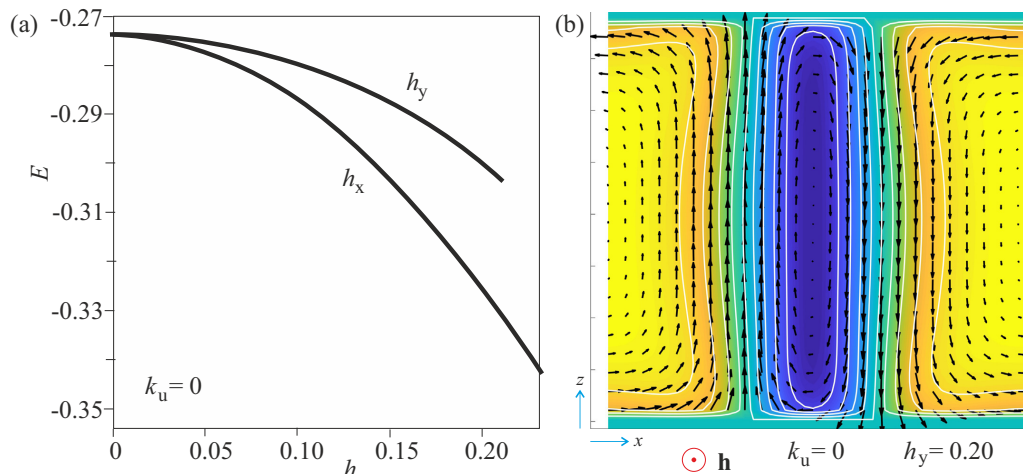 (a)
-0.27
-0.29
-0.31
-0.33
-0.35
E
h_y
h_x
k_u = 0
0 0.05 0.10 0.15 0.20
h
(b)
z
x
h
k_u = 0
h_y = 0.20